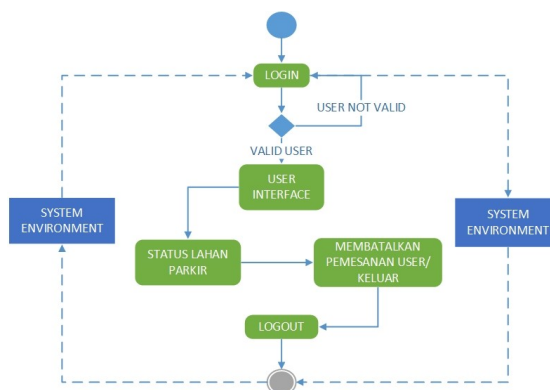 LOGIN
USER NOT VALID
VALID USER
USER
INTERFACE
SYSTEM
ENVIRONMENT
SYSTEM
ENVIRONMENT
STATUS LAHAN
PARKIR
MEMBATALKAN
PEMESANAN USER/
KELUAR
LOGOUT